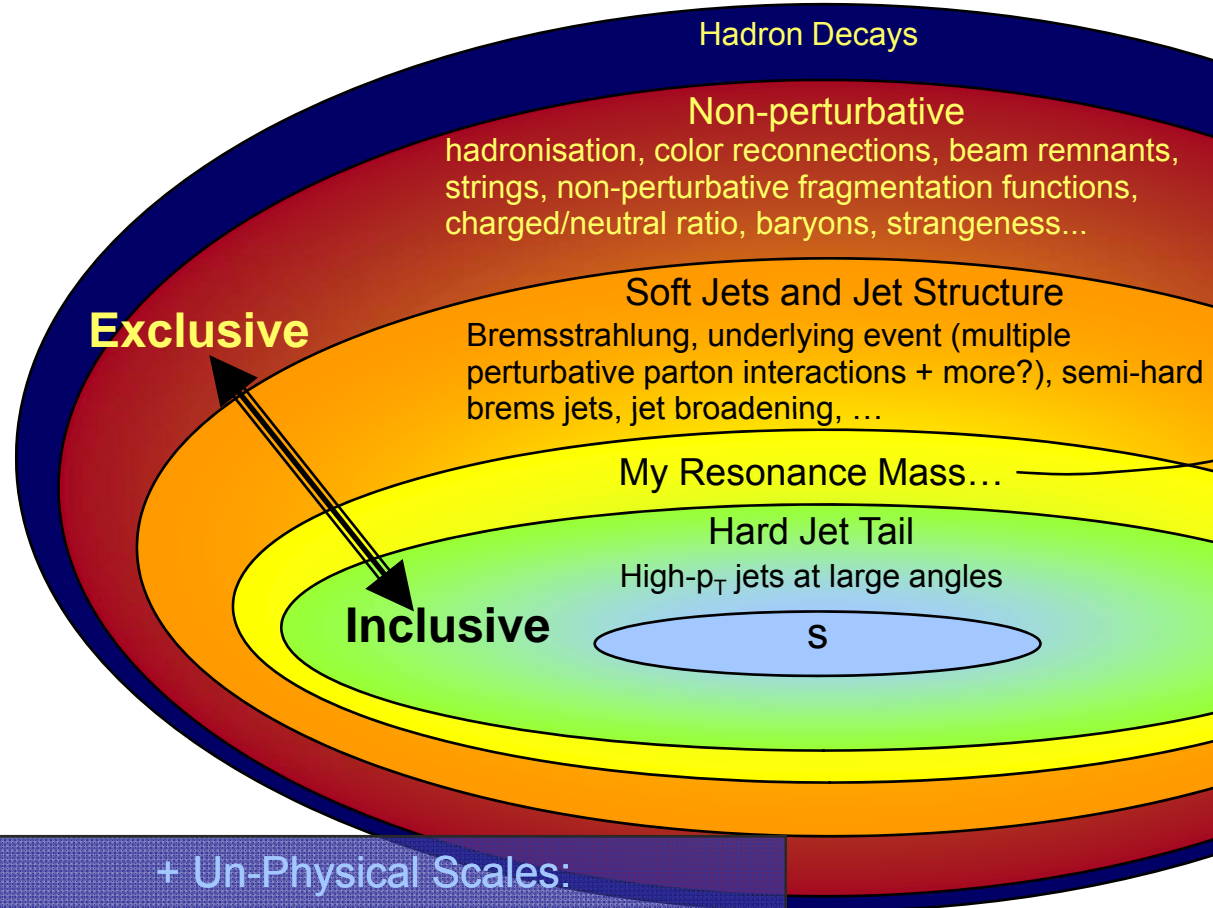 Hadron Decays
Non-perturbative
hadronisation, color reconnections, beam remnants,
strings, non-perturbative fragmentation functions,
charged/neutral ratio, baryons, strangeness...
Soft Jets and Jet Structure
Exclusive
Bremsstrahlung, underlying event (multiple
perturbative parton interactions + more?), semi-hard
brems jets, jet broadening, …
My Resonance Mass…
Hard Jet Tail
High-pT jets at large angles
Inclusive
s
+ Un-Physical Scales: